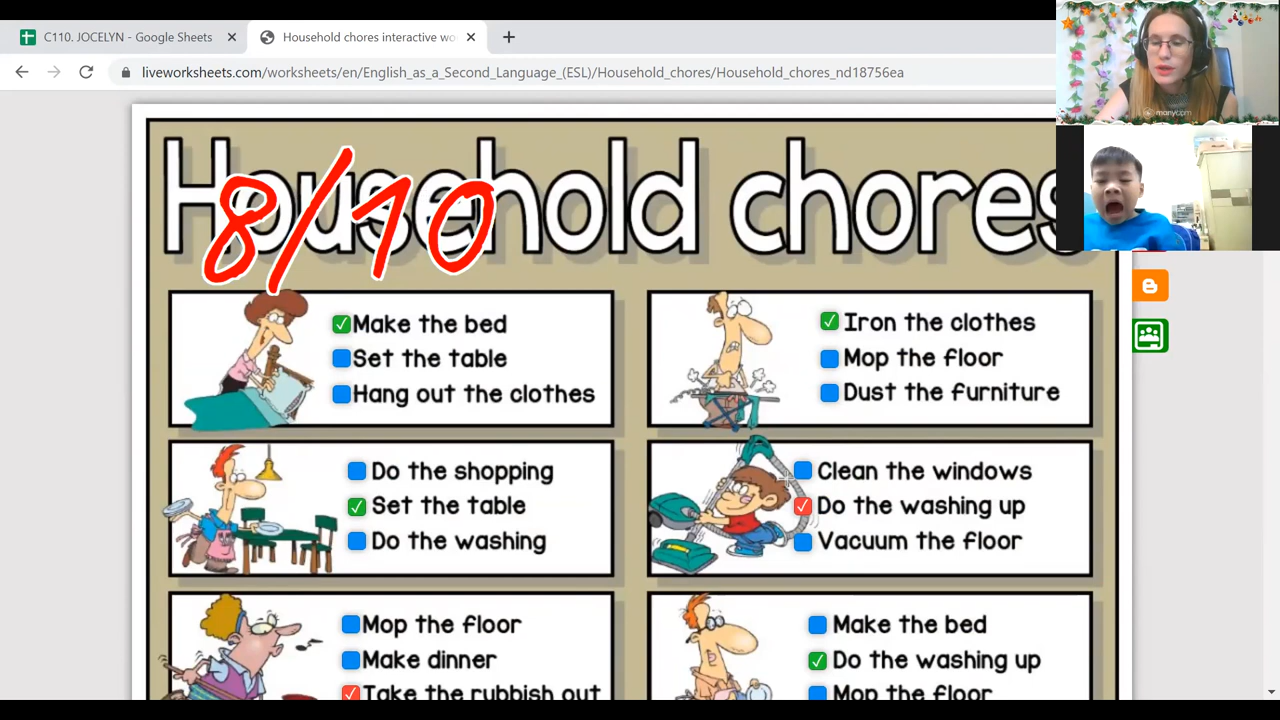 C110. JOCELYN - Google Sheets
Household chores interactive wo
liveworksheets.com/worksheets/en/English_as_a_Second_Language_(ESL)/Household_chores/Household_chores_nd18756ee
manycam
Household chores
8/10
Make the bed
Set the table
Hang out the clothes
Iron the clothes
Mop the floor
Dust the furniture
Do the shopping
Set the table
Do the washing
Clean the windows
Do the washing up
Vacuum the floor
Mop the floor
Make dinner
Take the rubbish out
Make the bed
Do the washing up
Mop the floor